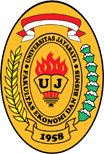 UNIVERSITAS JAYABAYA
FAKULTAS EKONOMI DAN BISNIS
UJ
1958